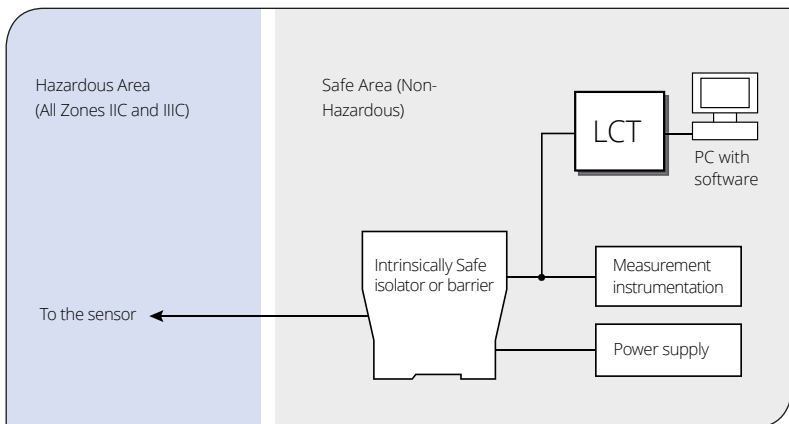 Hazardous Area
(All Zones IIC and IIIC)
Safe Area (Non-
Hazardous)
LCT
PC with
software
Intrinsically Safe
isolator or barrier
Measurement
instrumentation
To the sensor
Power supply